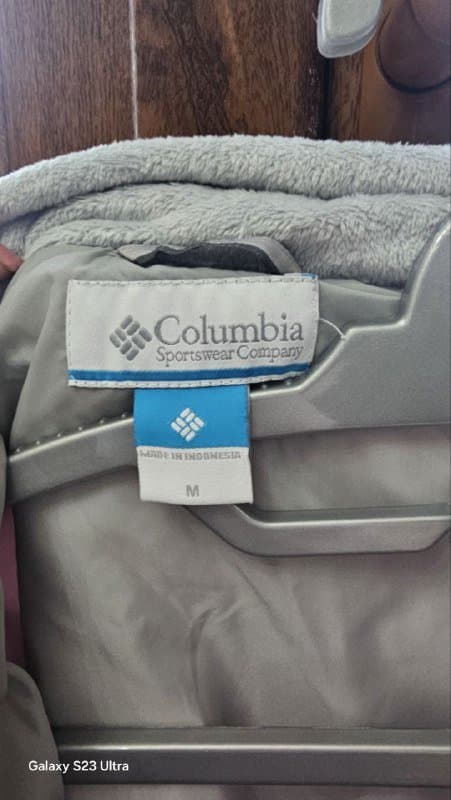 Columbia
Sportswear Company
MADE IN INDONESIA
M
Galaxy S23 Ultra